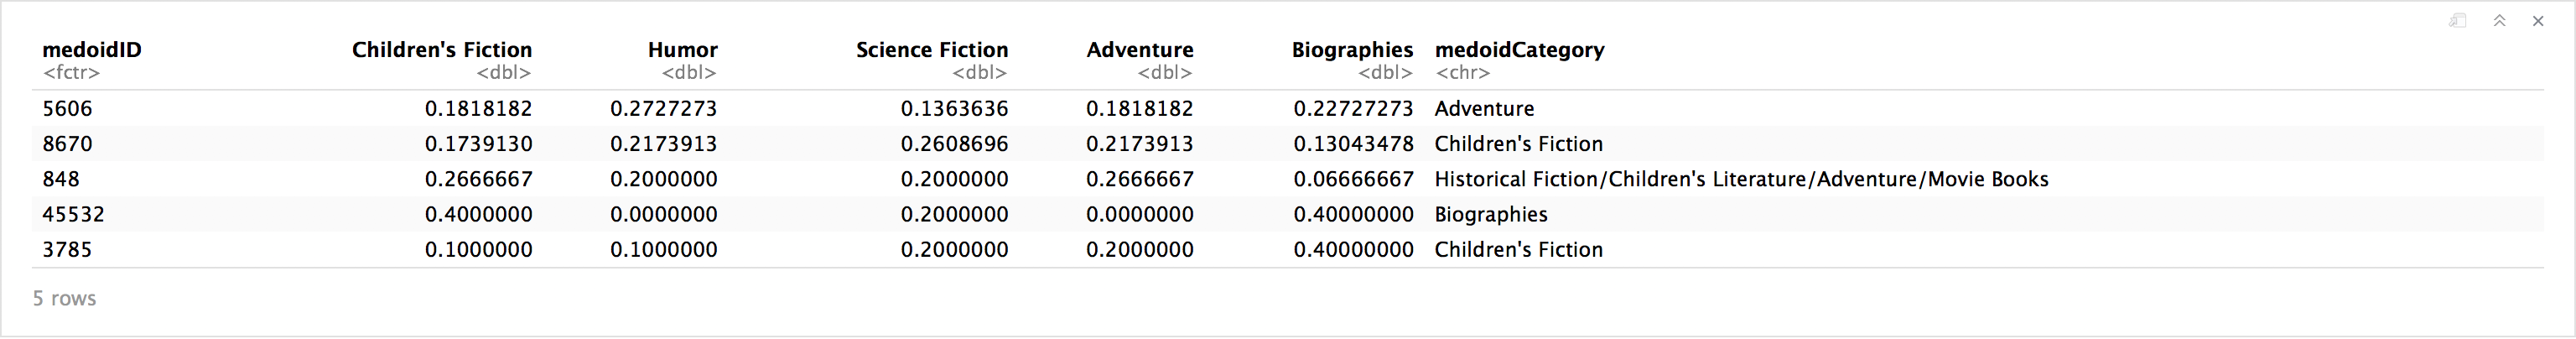 medoidID Children's Fiction Humor Science Fiction Adventure Biographies medoidCategory
<fctr> <dbl> <dbl> <dbl> <dbl> <dbl> <chr>
5606 0.1818182 0.2727273 0.1363636 0.1818182 0.22727273 Adventure
8670 0.1739130 0.2173913 0.2608696 0.2173913 0.13043478 Children's Fiction
848 0.2666667 0.2000000 0.2000000 0.2666667 0.06666667 Historical Fiction/Children's Literature/Adventure/Movie Books
45532 0.4000000 0.0000000 0.2000000 0.0000000 0.40000000 Biographies
3785 0.1000000 0.1000000 0.2000000 0.2000000 0.40000000 Children's Fiction
5 rows